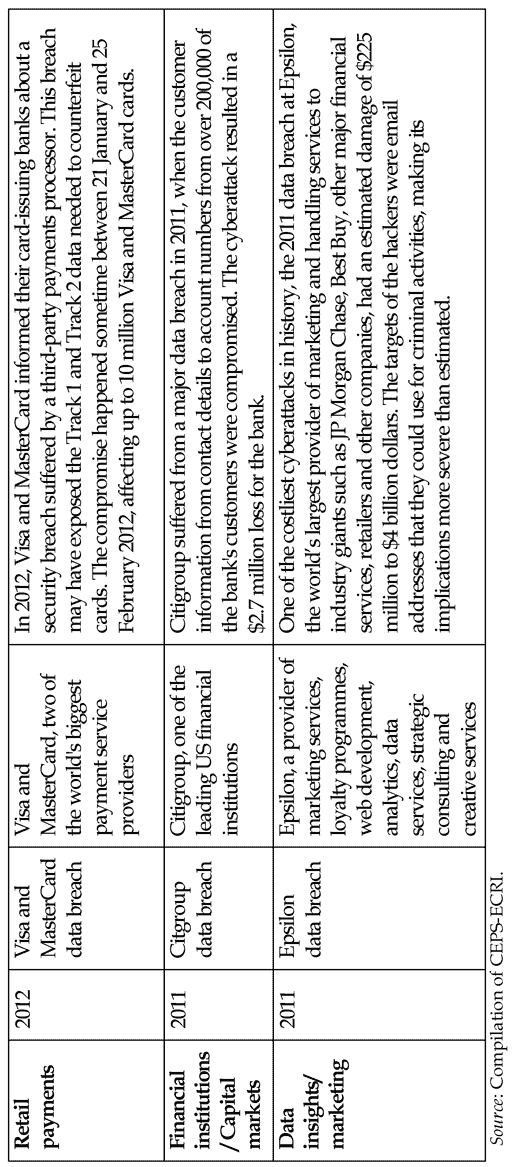 Retail
payments
2012
Visa and
MasterCard
data breach
Visa and
MasterCard, two of
the world's biggest
payment service
providers
In 2012, Visa and MasterCard informed their card-issuing banks about a
security breach suffered by a third-party payments processor. This breach
may have exposed the Track 1 and Track 2 data needed to counterfeit
cards. The compromise happened sometime between 21 January and 25
February 2012, affecting up to 10 million Visa and MasterCard cards.
Financial
institutions
/Capital
markets
2011
Citgroup
data breach
Citigroup, one of the
leading US financial
institutions
Citigroup suffered from a major data breach in 2011, when the customer
information from contact details to account numbers from over 200,000 of
the bank's customers were compromised. The cyberattack resulted in a
$2.7 million loss for the bank.
Data
insights/
marketing
2011
Epsilon
data breach
Epsilon, a provider of
marketing services,
loyalty programmes,
web development,
analytics, data
services, strategic
consulting and
creative services
One of the costliest cyberattacks in history, the 2011 data breach at Epsilon,
the world's largest provider of marketing and handling services to
industry giants such as JP Morgan Chase, Best Buy, other major financial
services, retailers and other companies, had an estimated damage of $225
million to $4 billion dollars. The targets of the hackers were email
addresses that they could use for criminal activities, making its
implications more severe than estimated.
Source: Compilation of CEPS-ECRI.